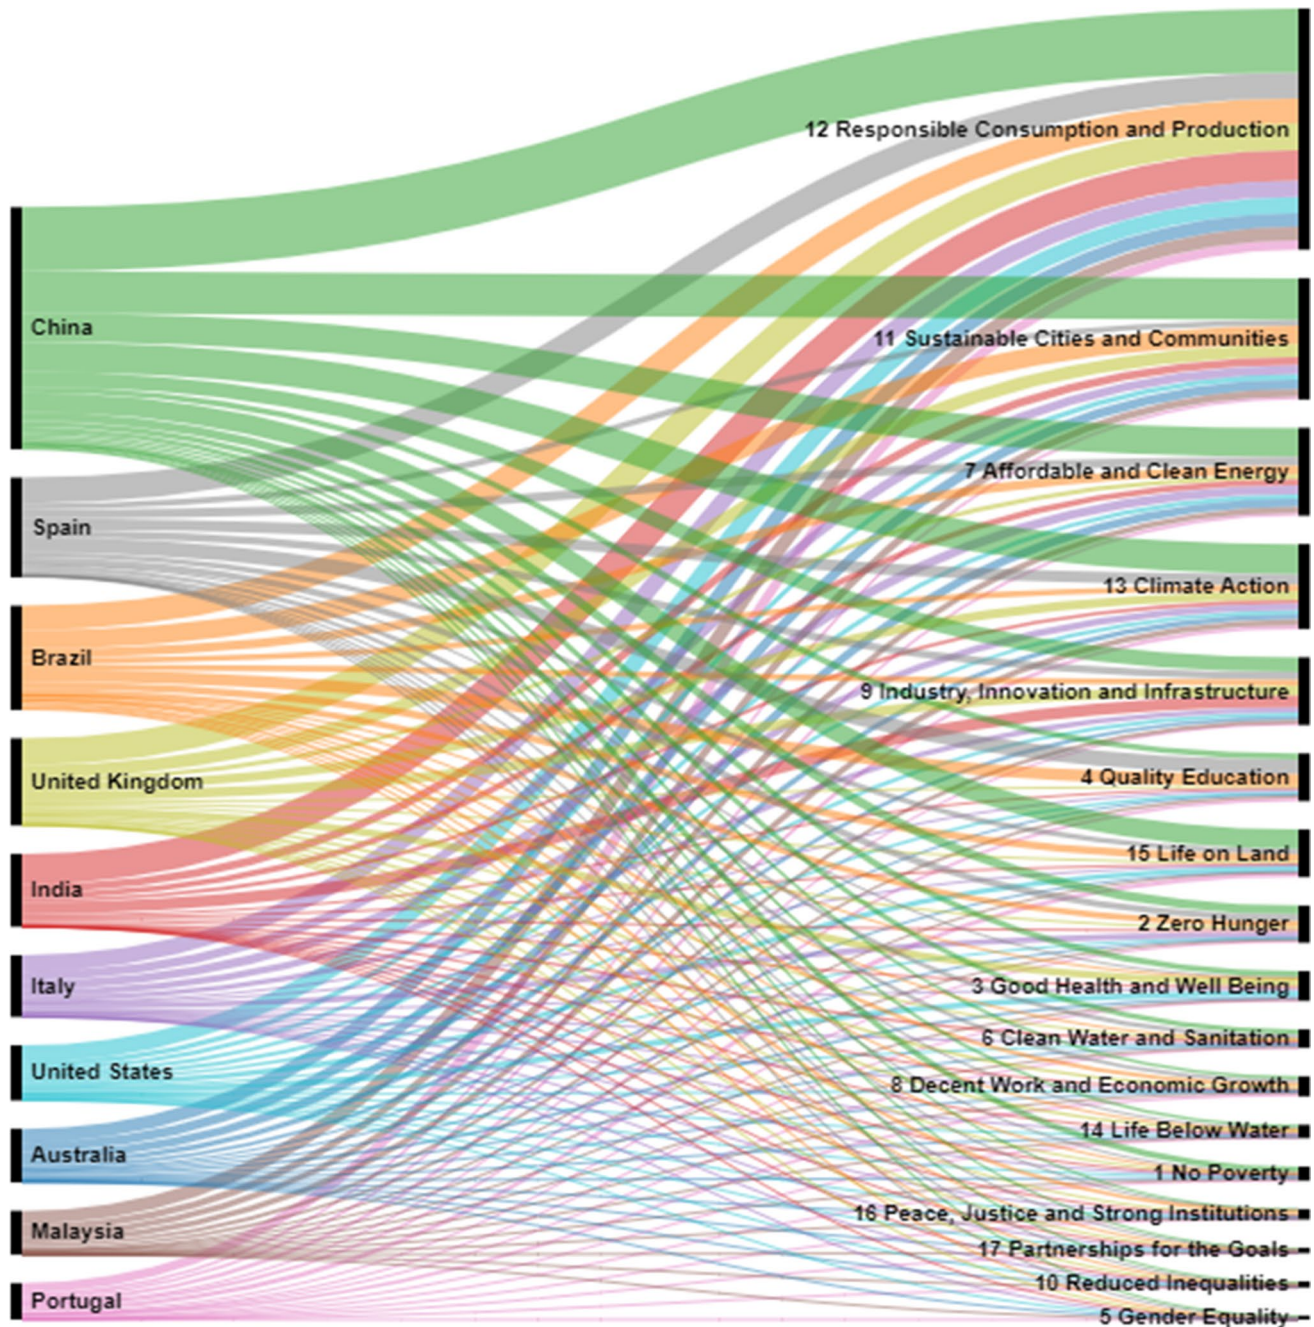 12 Responsible Consumption and Production
China
11 Sustainable Cities and Communities
7 Affordable and Clean Energy
Spain
13 Climate Action
Brazil
9 Industry, Innovation and Infrastructure
United Kingdom
4 Quality Education
15 Life on Land
India
2 Zero Hunger
Italy
3 Good Health and Well Being
6 Clean Water and Sanitation
United States
8 Decent Work and Economic Growth
14 Life Below Water
Australia
1 No Poverty
16 Peace, Justice and Strong Institutions
Malaysia
17 Partnerships for the Goals
10 Reduced Inequalities
Portugal
5 Gender Equality